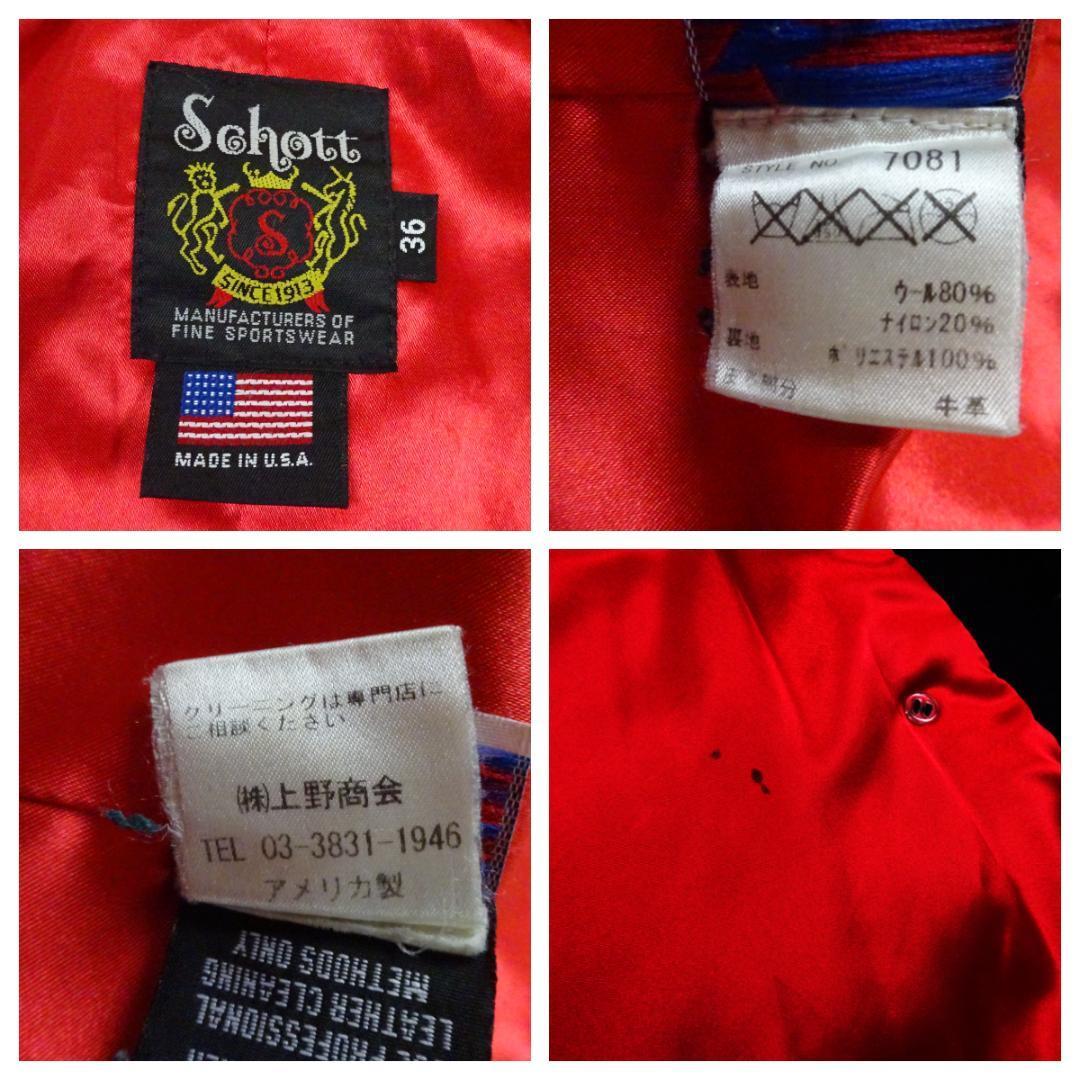 Schott
S
SINCE 1913
MANUFACTURERS OF
FINE SPORTSWEAR
36
MADE IN U.S.A.
STYLE NO 7081
表地
ウール80%
ナイロン20%
裏地
ポリエステル100%
部分
牛革
クリーニングは専門店に
ご相談ください
㈱上野商会
TEL 03-3831-1946
アメリカ製
PROFESSIONAL
LEATHER CLEANING
METHODS ONLY